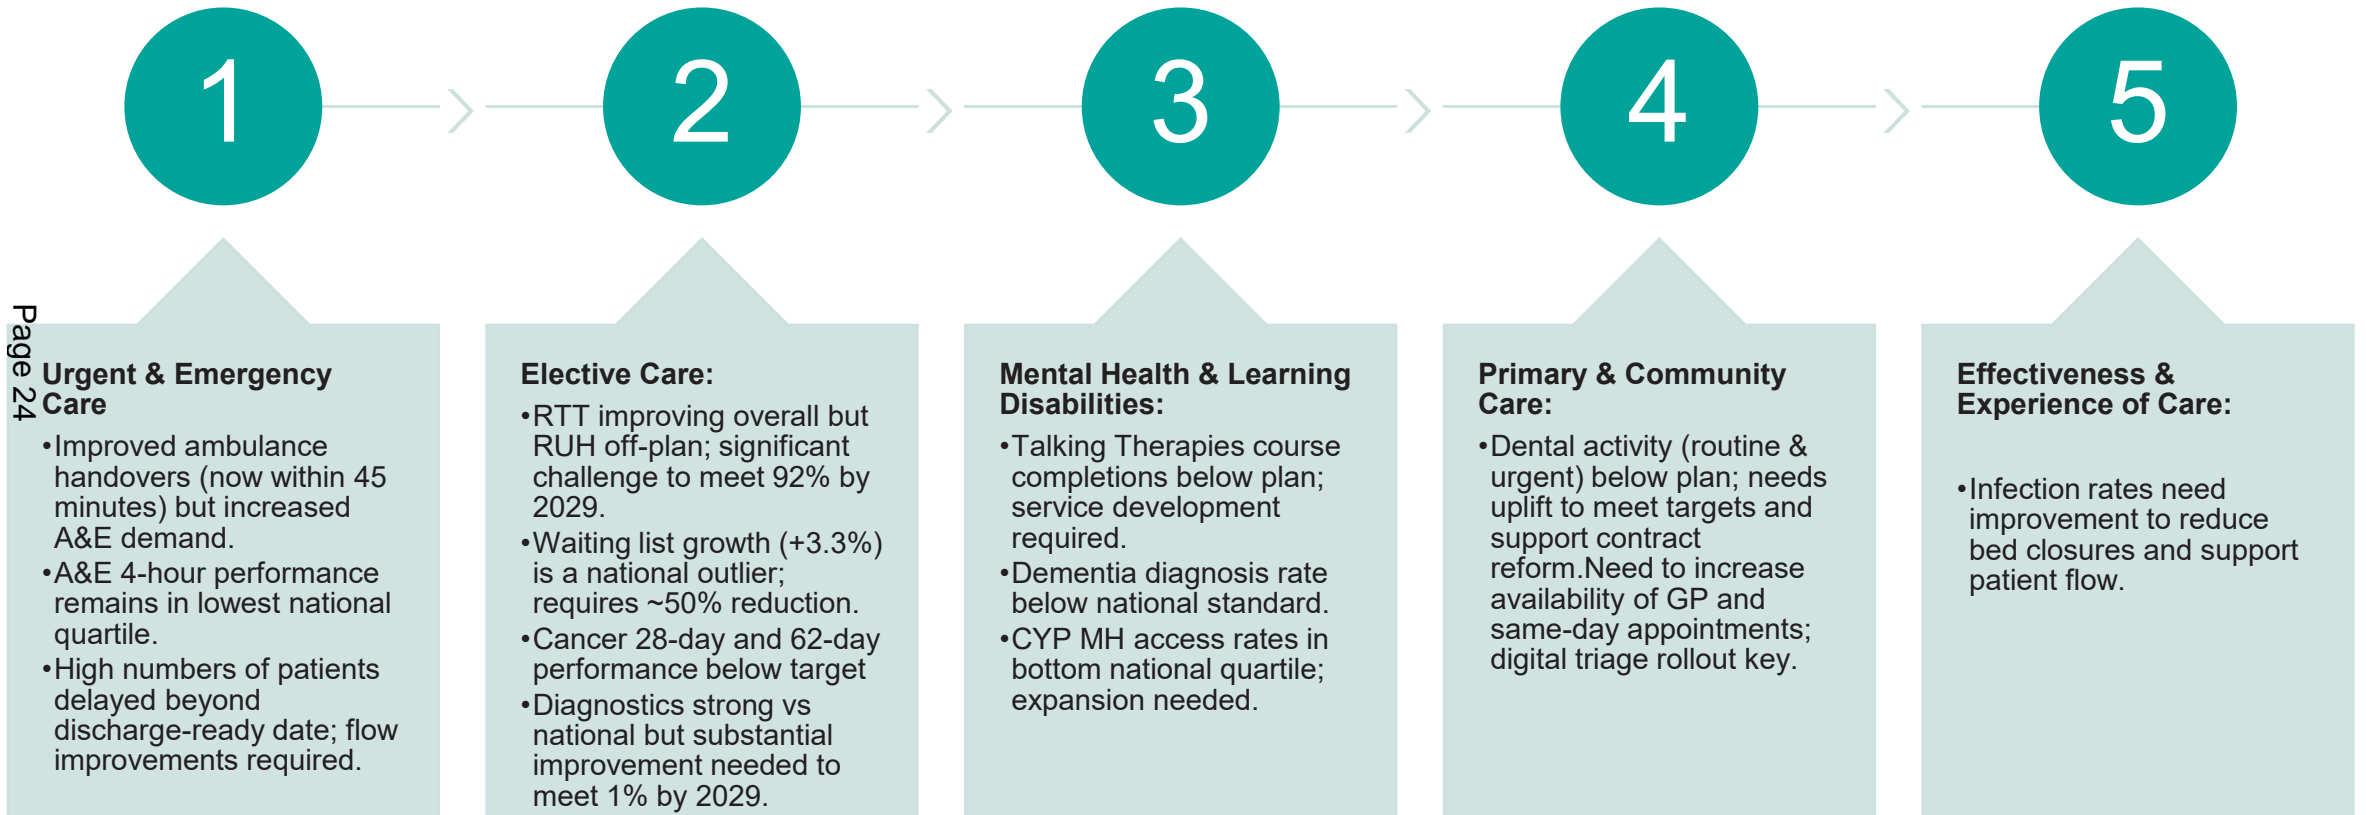 1
2
3
4
5
Page 24
Urgent & Emergency
Care
•Improved ambulance
handovers (now within 45
minutes) but increased
A&E demand.
•A&E 4-hour performance
remains in lowest national
quartile.
•High numbers of patients
delayed beyond
discharge-ready date; flow
improvements required.
Elective Care:
•RTT improving overall but
RUH off-plan; significant
challenge to meet 92% by
2029.
•Waiting list growth (+3.3%)
is a national outlier;
requires ~50% reduction.
•Cancer 28-day and 62-day
performance below target
•Diagnostics strong vs
national but substantial
improvement needed to
meet 1% by 2029.
Mental Health & Learning
Disabilities:
•Talking Therapies course
completions below plan;
service development
required.
•Dementia diagnosis rate
below national standard.
•CYP MH access rates in
bottom national quartile;
expansion needed.
Primary & Community
Care:
•Dental activity (routine &
urgent) below plan; needs
uplift to meet targets and
support contract
reform.Need to increase
availability of GP and
same-day appointments;
digital triage rollout key.
Effectiveness &
Experience of Care:
•Infection rates need
improvement to reduce
bed closures and support
patient flow.